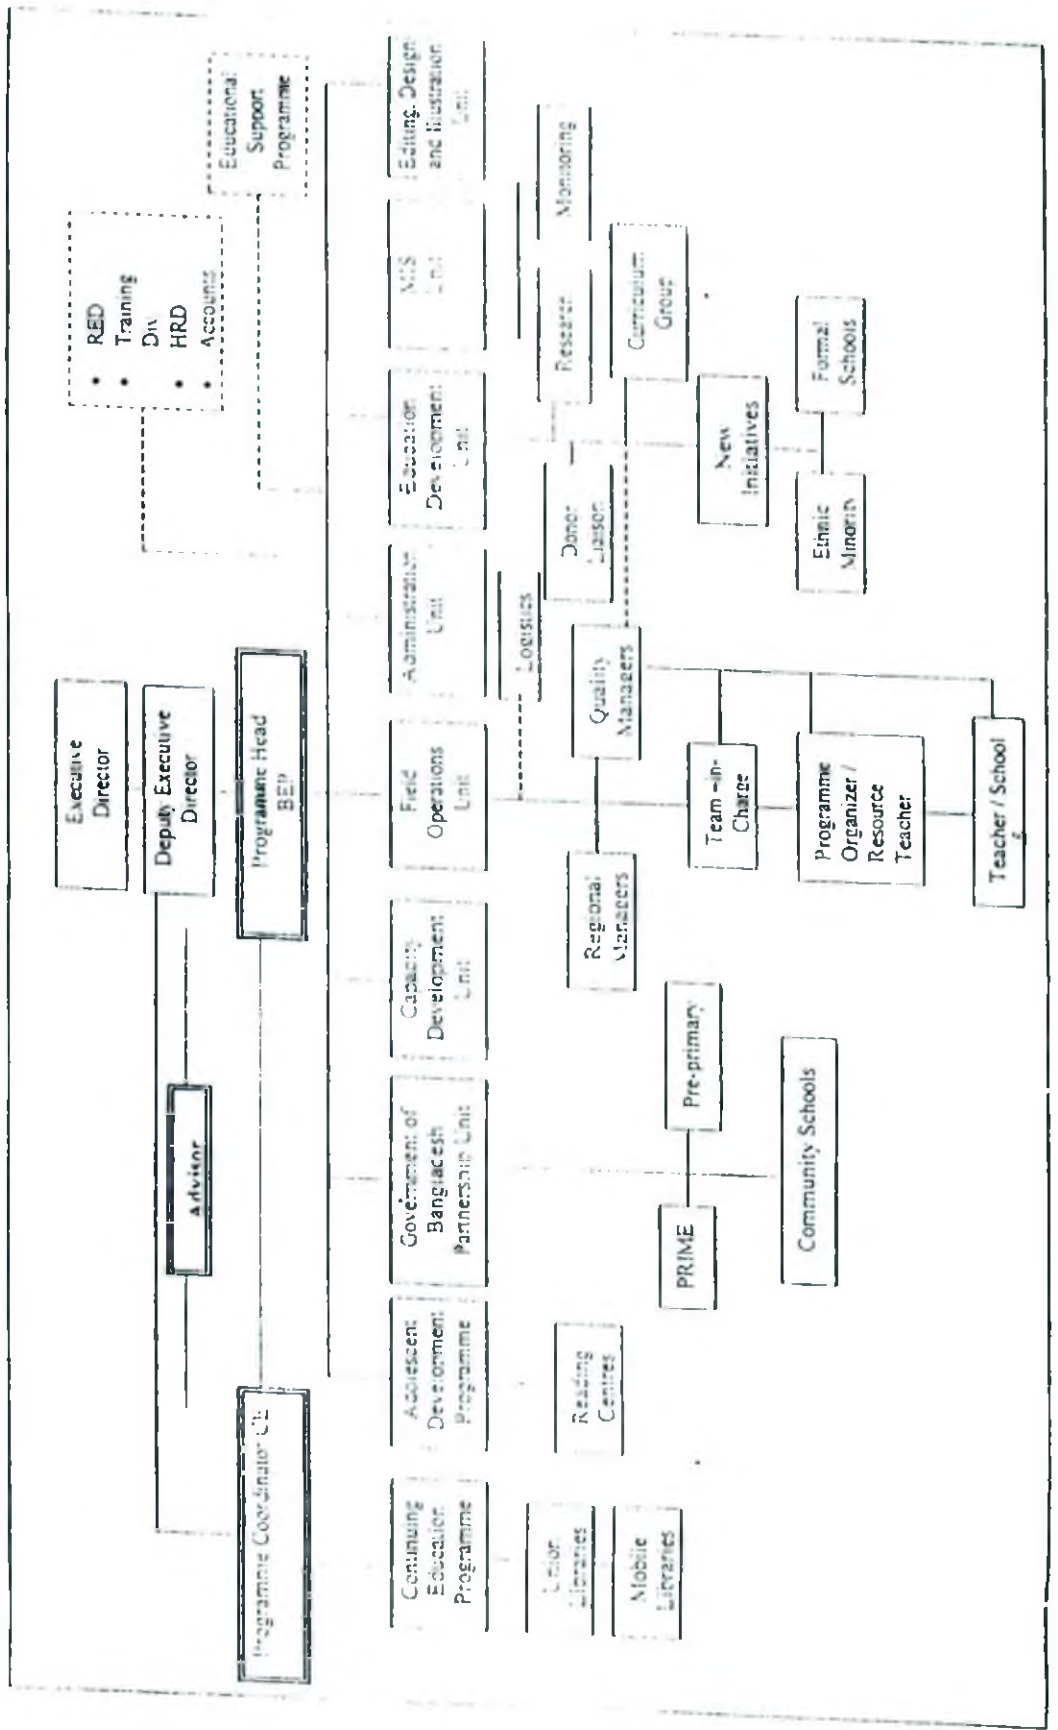 Executive
Director
Deputy Executive
Director
Advisor
Programme Coordinator CE
Programme Head
BEP
• RED
• Training
Div
• HRD
• Accounts
Educational
Support
Programme
Continuing
Education
Programme
Adolescent
Development
Programme
Government of
Bangladesh
Partnership Unit
Capacity
Development
Unit
Field
Operations
Unit
Administration
Unit
Education
Development
Unit
MIS
Unit
Editing, Design
and Illustration
Unit
Union
Libraries
Mobile
Libraries
Reading
Centres
PRIME
Pre-primary
Community Schools
Logistics
Regional
Managers
Quality
Managers
Team –in-
Charge
Programme
Organizer /
Resource
Teacher
Teacher / School
Donor
Liaison
Research
Monitoring
Curriculum
Group
New
Initiatives
Ethnic
Minority
Formal
Schools